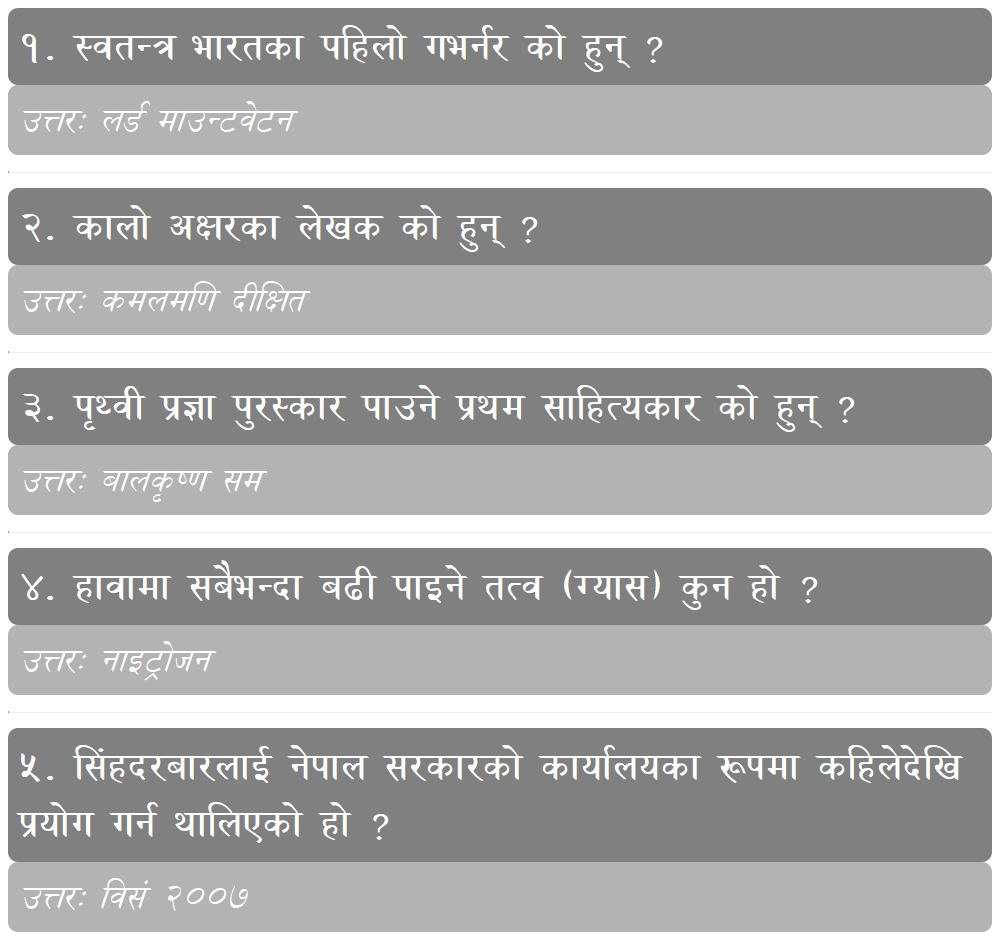 १. स्वतन्त्र भारतका पहिलो गभर्नर को हुन् ?
उत्तरः लर्ड माउन्टवेटन
२. कालो अक्षरका लेखक को हुन् ?
उत्तरः कमलमणि दीक्षित
३. पृथ्वी प्रज्ञा पुरस्कार पाउने प्रथम साहित्यकार को हुन् ?
उत्तरः बालकृष्ण सम
४. हावामा सबैभन्दा बढी पाइने तत्व (ग्यास) कुन हो ?
उत्तरः नाइट्रोजन
५. सिंहदरबारलाई नेपाल सरकारको कार्यालयका रूपमा कहिलेदेखि
प्रयोग गर्न थालिएको हो ?
उत्तरः विसं २००७